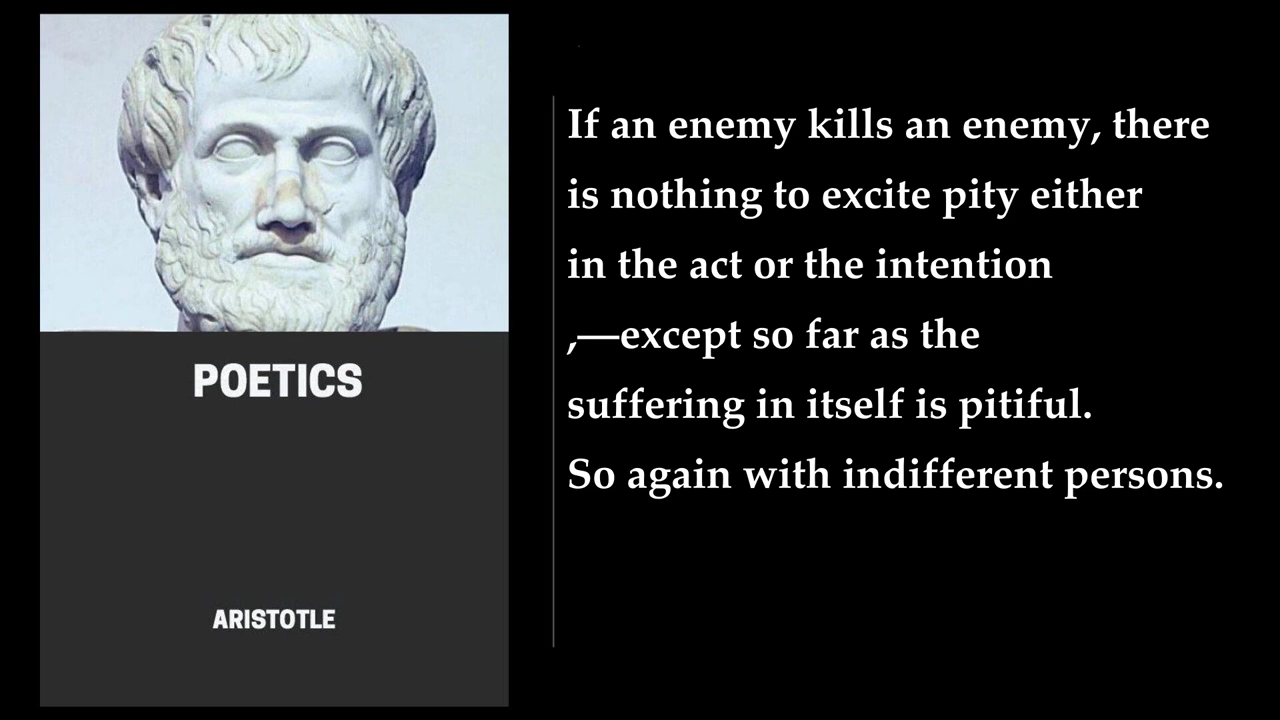 POETICS
ARISTOTLE
If an enemy kills an enemy, there
is nothing to excite pity either
in the act or the intention
,—except so far as the
suffering in itself is pitiful.
So again with indifferent persons.